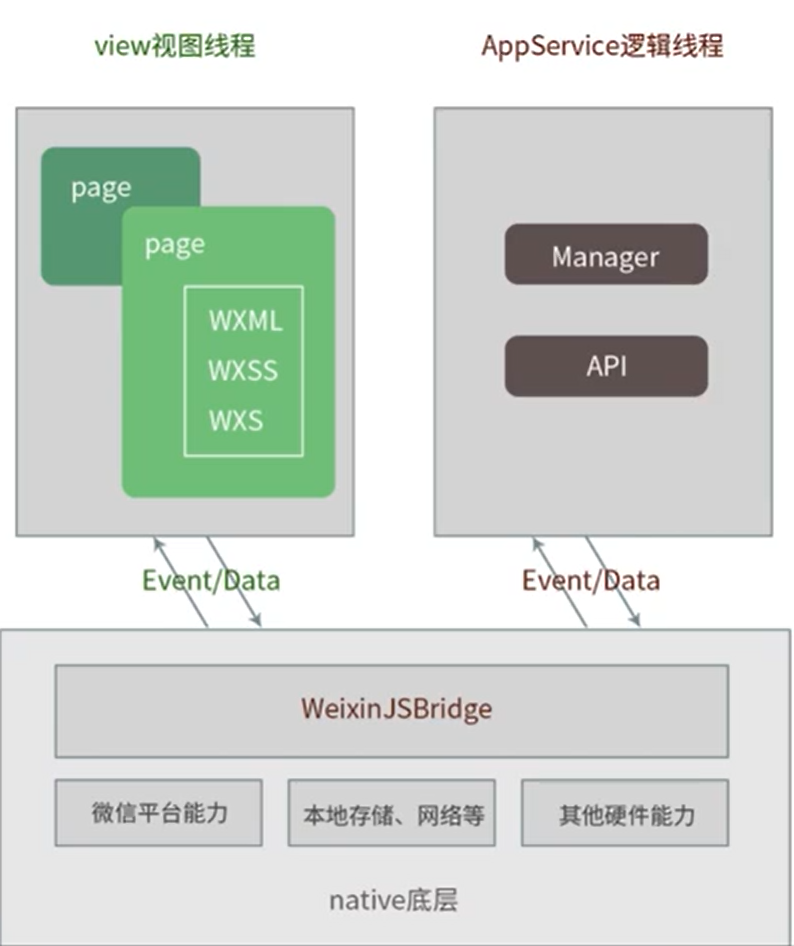 view视图线程
AppService逻辑线程
page
page
WXML
WXSS
WXS
Manager
API
Event/Data
Event/Data
WeixinJSBridge
微信平台能力
本地存储、网络等
其他硬件能力
native底层